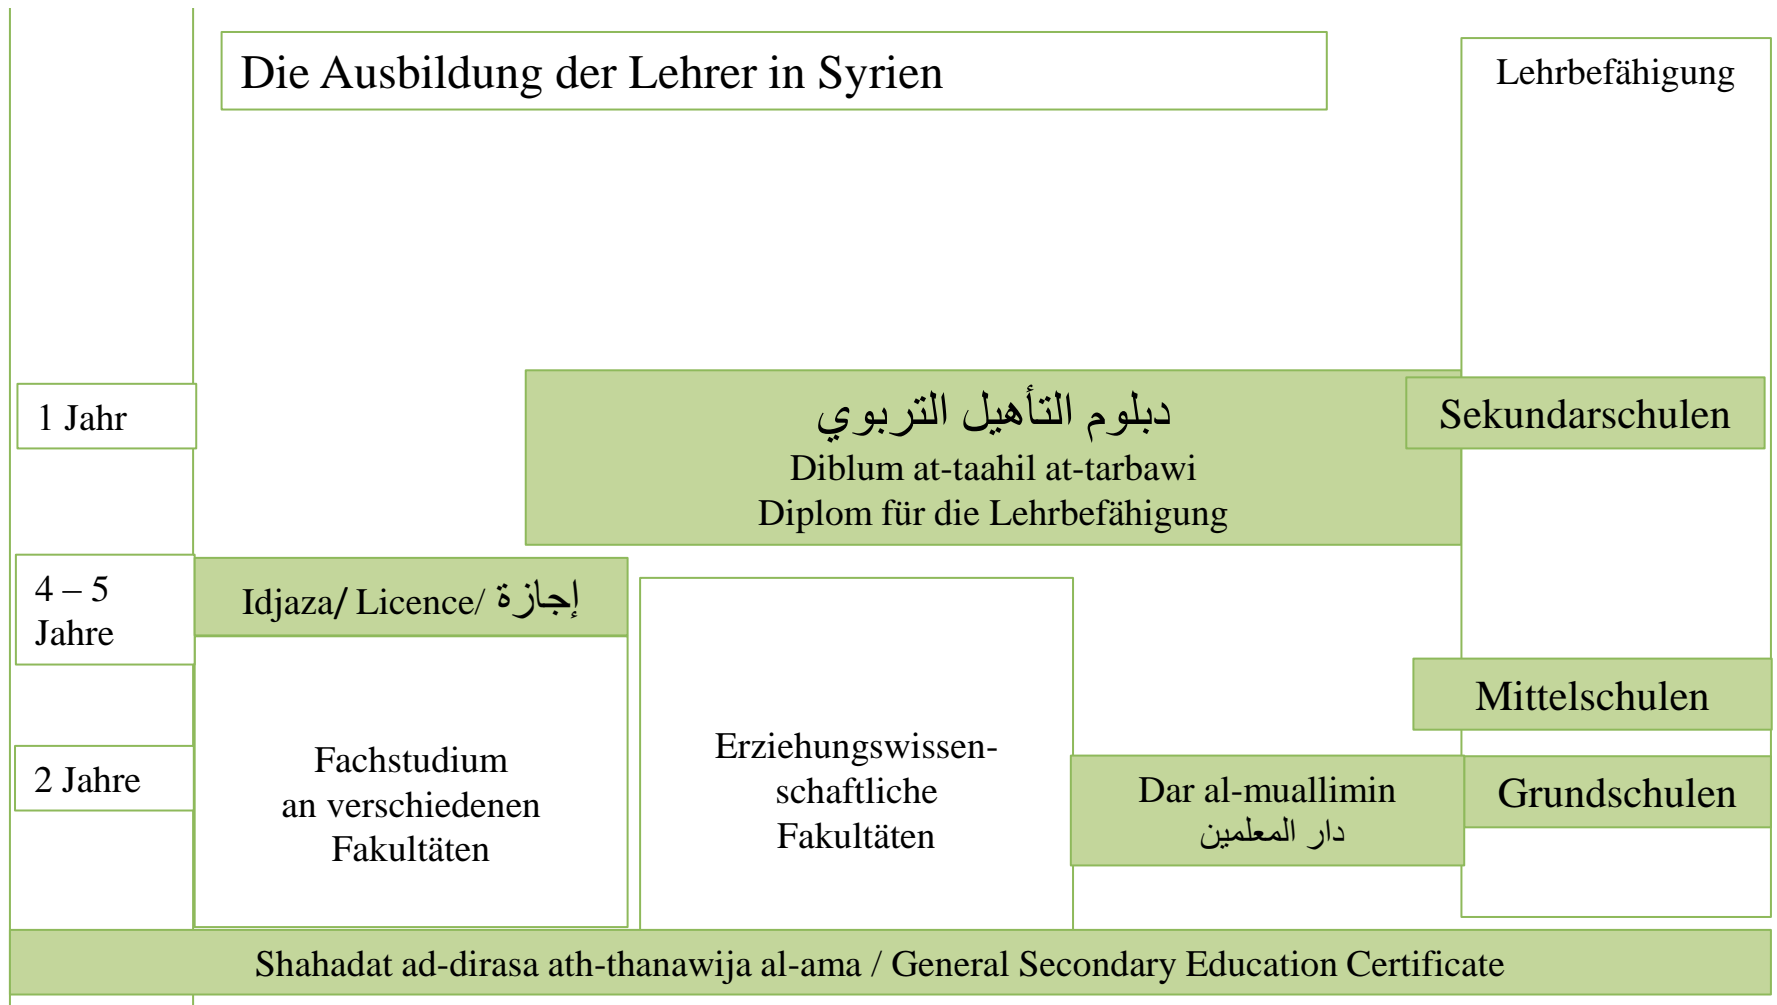 Die Ausbildung der Lehrer in Syrien
Lehrbefähigung
1 Jahr
دبلوم التأهيل التربوي
Diblum at-taahil at-tarbawi
Diplom für die Lehrbefähigung
Sekundarschulen
4 – 5
Jahre
Idjaza/ Licence/ إجازة
Mittelschulen
2 Jahre
Fachstudium
an verschiedenen
Fakultäten
Erziehungswissen-
schaftliche
Fakultäten
Dar al-muallimin
دار المعلمين
Grundschulen
Shahadat ad-dirasa ath-thanawija al-ama / General Secondary Education Certificate